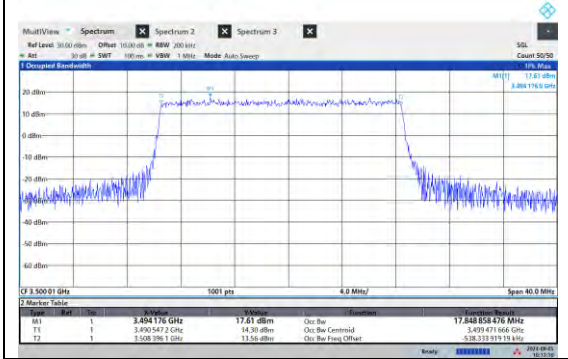 MultiView Spectrum Spectrum 2 Spectrum 3
Ref Level 30.00 dBm Offset 10.00 dB RBW 200 kHz SGL
Att 30 dB SWT 100 ms VBW 1 MHz Mode Auto Sweep Count 50/50
1 Occupied Bandwidth 1Pk Max
M1[1] 17.61 dBm
3.4941760 GHz
20 dBm
10 dBm
0 dBm
-10 dBm
-20 dBm
-40 dBm
-50 dBm
-60 dBm
CF 3.500 01 GHz 1001 pts 4.0 MHz/ Span 40.0 MHz
2 Marker Table
Type Ref Trc X-Value Y-Value Function Function Result
M1 1 3.494176 GHz 17.61 dBm Occ Bw 17.848 858 476 MHz
T1 1 3.490 547 2 GHz 14.30 dBm Occ Bw Centroid 3.499 471 666 GHz
T2 1 3.508 396 1 GHz 13.56 dBm Occ Bw Freq Offset -538.333 919 19 kHz
Ready